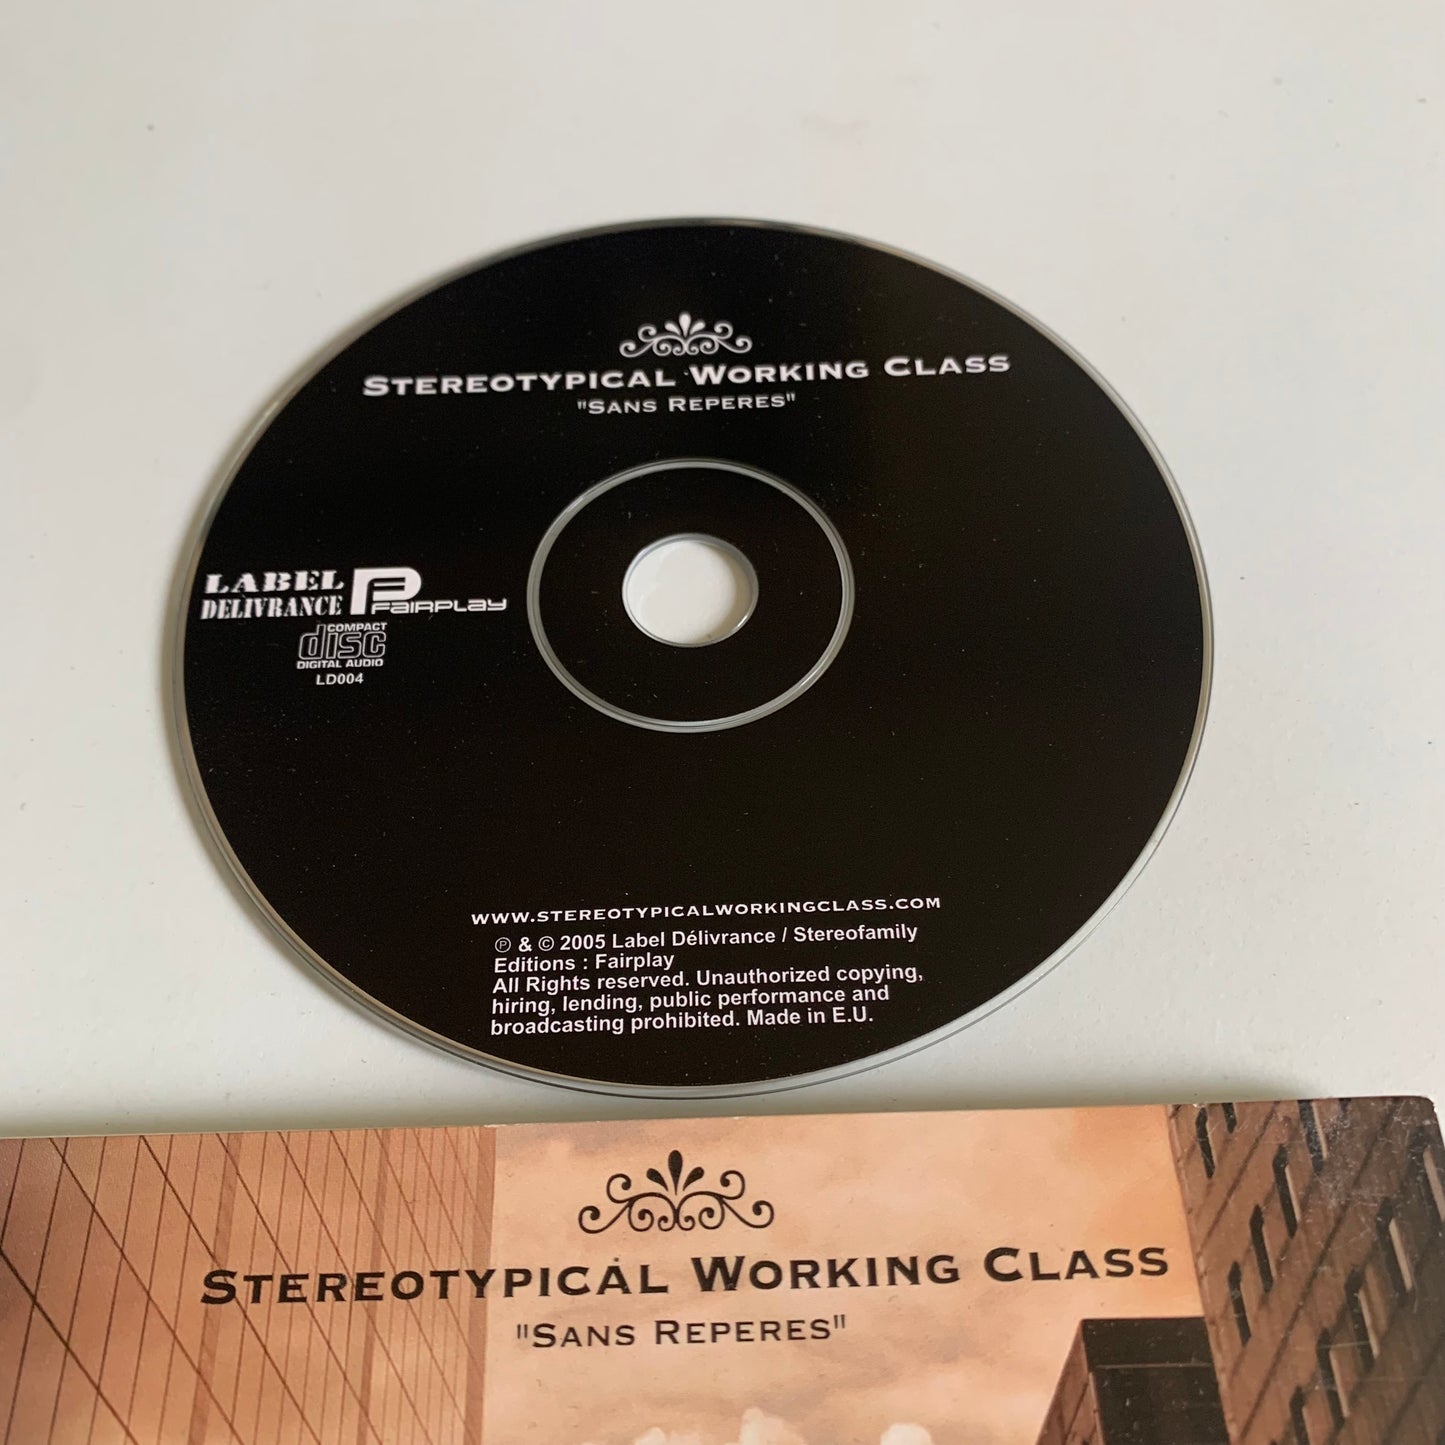 STEREOTYPICAL WORKING CLASS
"SANS REPERES"
LABEL
DELIVRANCE
FAIRPLAY
COMPACT
disc
DIGITAL AUDIO
LD004
WWW.STEREOTYPICALWORKINGCLASS.COM
℗ & © 2005 Label Délivrance / Stereofamily
Editions : Fairplay
All Rights reserved. Unauthorized copying,
hiring, lending, public performance and
broadcasting prohibited. Made in E.U.
STEREOTYPICAL WORKING CLASS
"SANS REPERES"